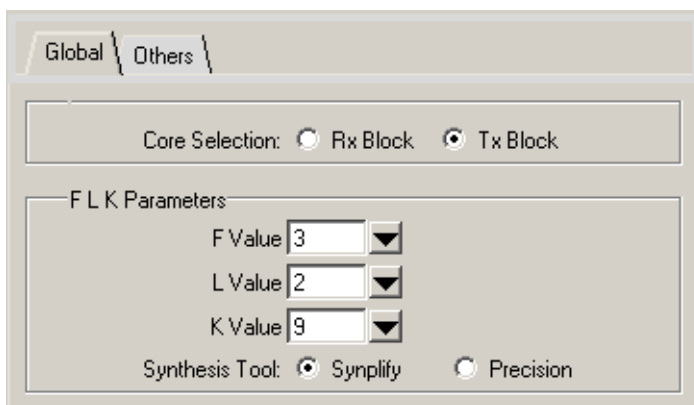 Global Others
Core Selection: Rx Block Tx Block
F L K Parameters
F Value 3
L Value 2
K Value 9
Synthesis Tool: Synplify Precision